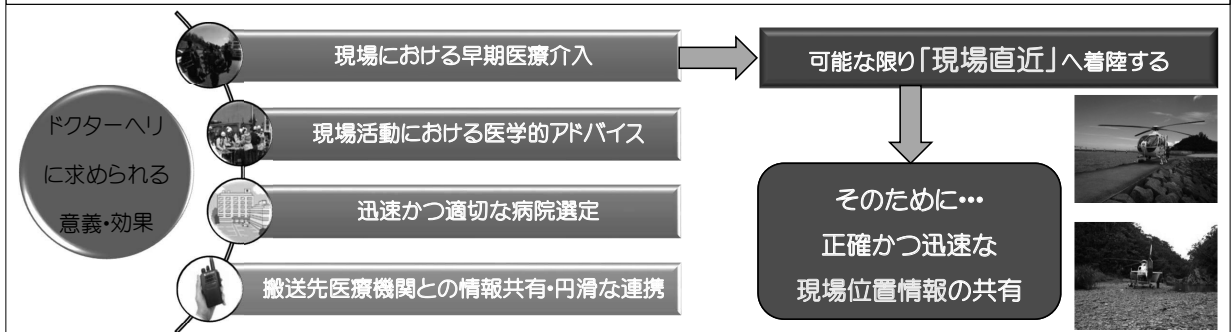 ドクターヘリ
に求められる
意義・効果
現場における早期医療介入
現場活動における医学的アドバイス
迅速かつ適切な病院選定
搬送先医療機関との情報共有・円滑な連携
可能な限り「現場直近」へ着陸する
そのために…
正確かつ迅速な
現場位置情報の共有